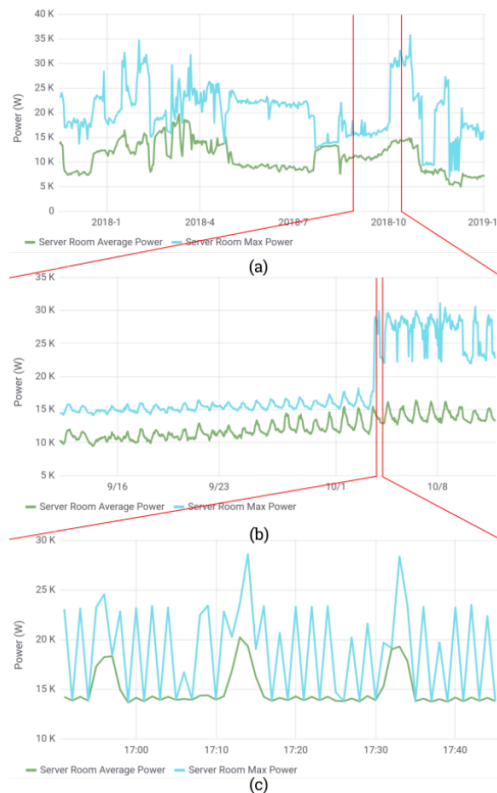 40 K
35 K
30 K
25 K
20 K
15 K
10 K
5 K
0
Power (W)
2018-1 2018-4 2018-7 2018-10 2019-1
Server Room Average Power Server Room Max Power
(a)
35 K
30 K
25 K
20 K
15 K
10 K
5 K
Power (W)
9/16 9/23 10/1 10/8
Server Room Average Power Server Room Max Power
(b)
30 K
25 K
20 K
15 K
10 K
Power (W)
17:00 17:10 17:20 17:30 17:40
Server Room Average Power Server Room Max Power
(c)